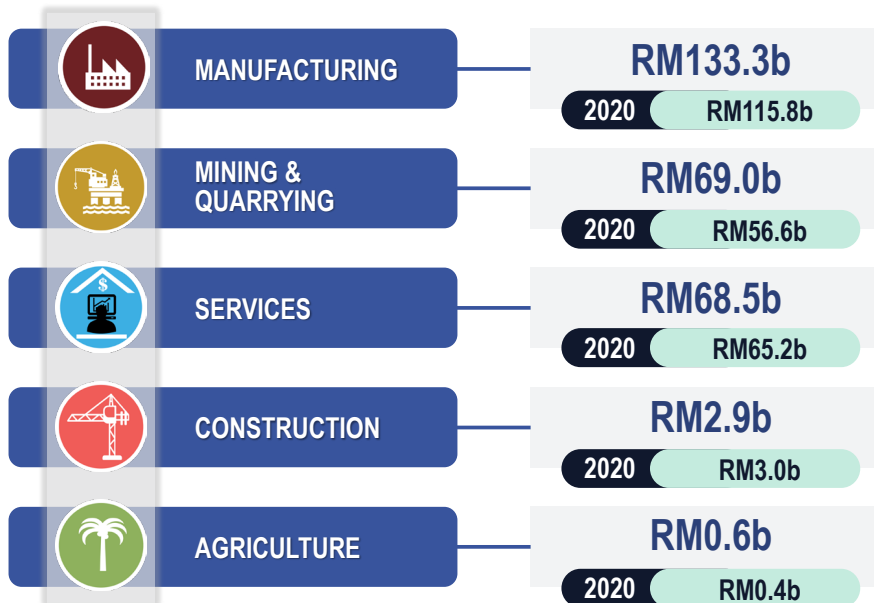 MANUFACTURING
RM133.3b
2020 RM115.8b
MINING &
QUARRYING
RM69.0b
2020 RM56.6b
$
SERVICES
RM68.5b
2020 RM65.2b
CONSTRUCTION
RM2.9b
2020 RM3.0b
AGRICULTURE
RM0.6b
2020 RM0.4b